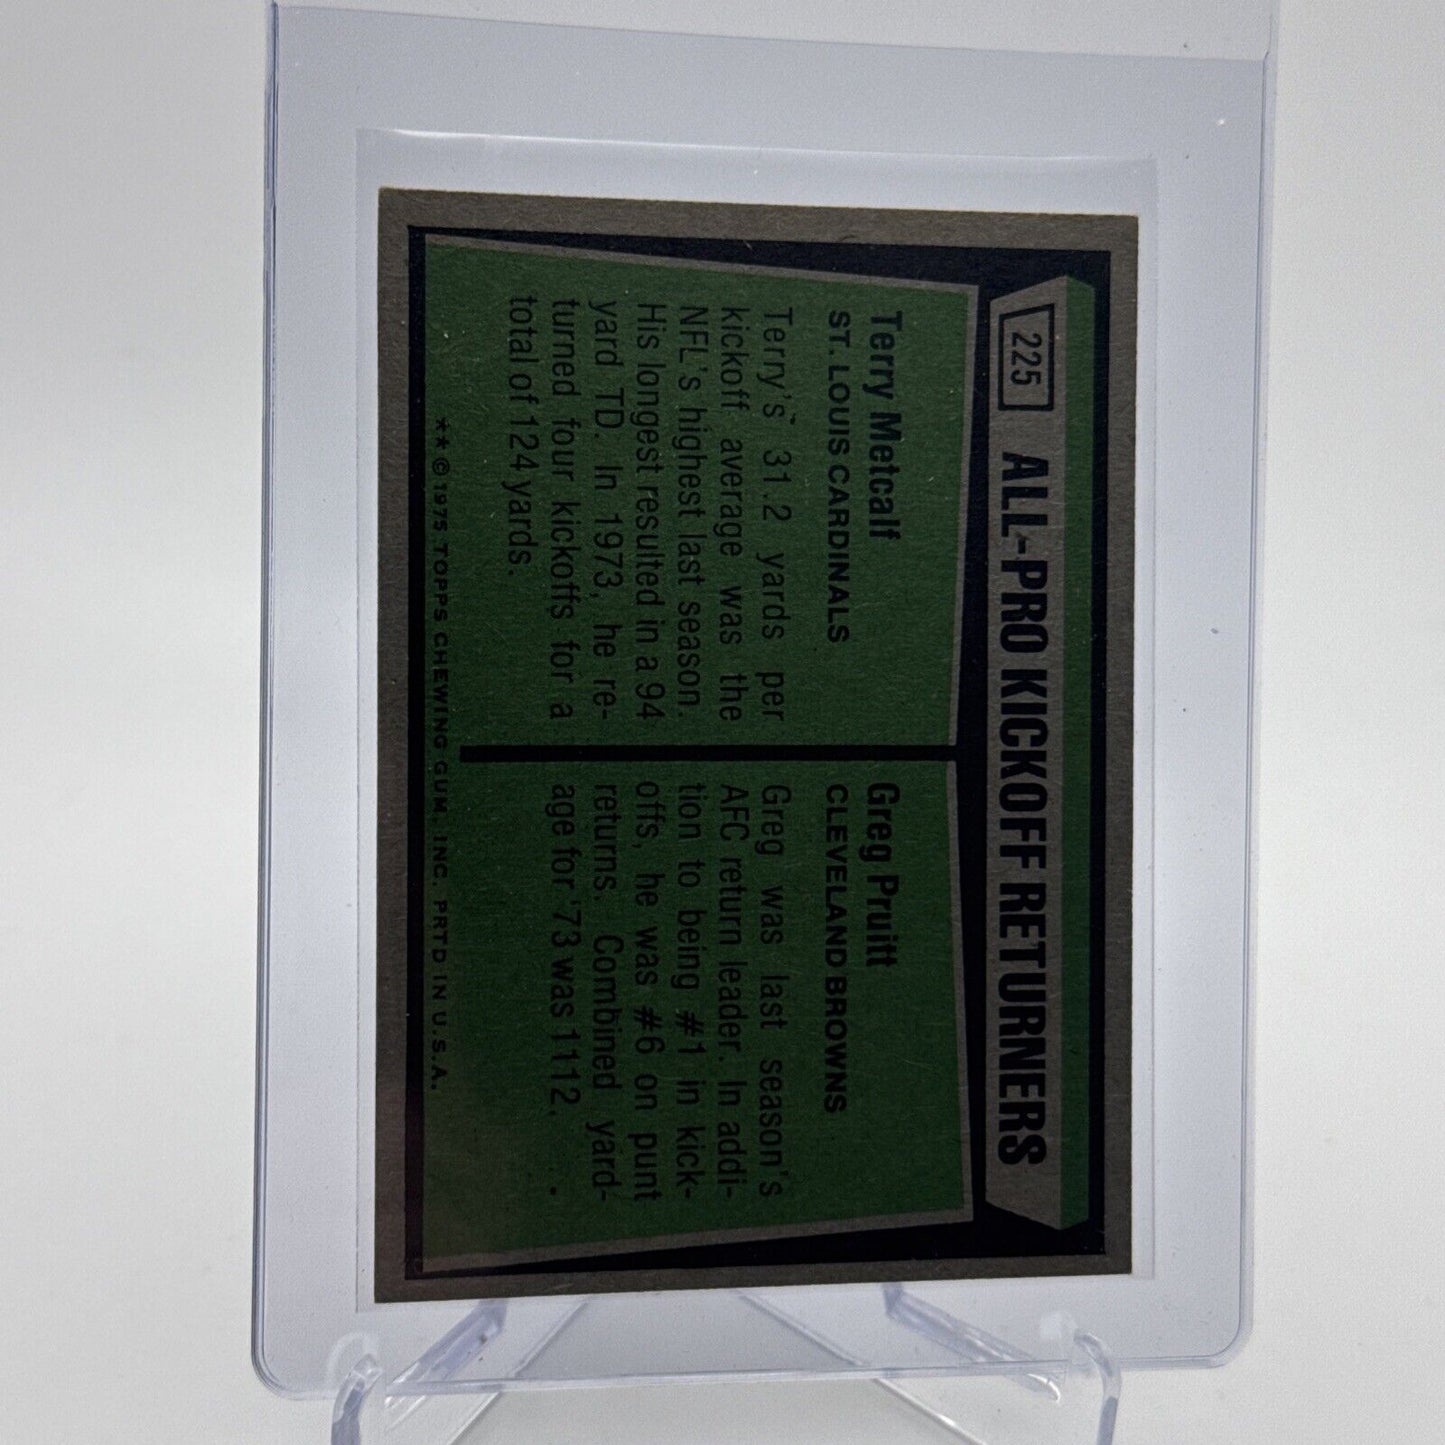 225 ALL-PRO KICKOFF RETURNERS
Terry Metcalf
ST. LOUIS CARDINALS
Terry's 31.2 yards per
kickoff average was the
NFL's highest last season.
His longest resulted in a 94
yard TD. In 1973, he re-
turned four kickoffs for a
total of 124 yards.
Greg Pruitt
CLEVELAND BROWNS
Greg was last season's
AFC return leader. In addi-
tion to being #1 in kick-
offs, he was #6 on punt
returns. Combined yard-
age for '73 was 1112.
** © 1975 TOPPS CHEWING GUM, INC. PRTD IN U.S.A.